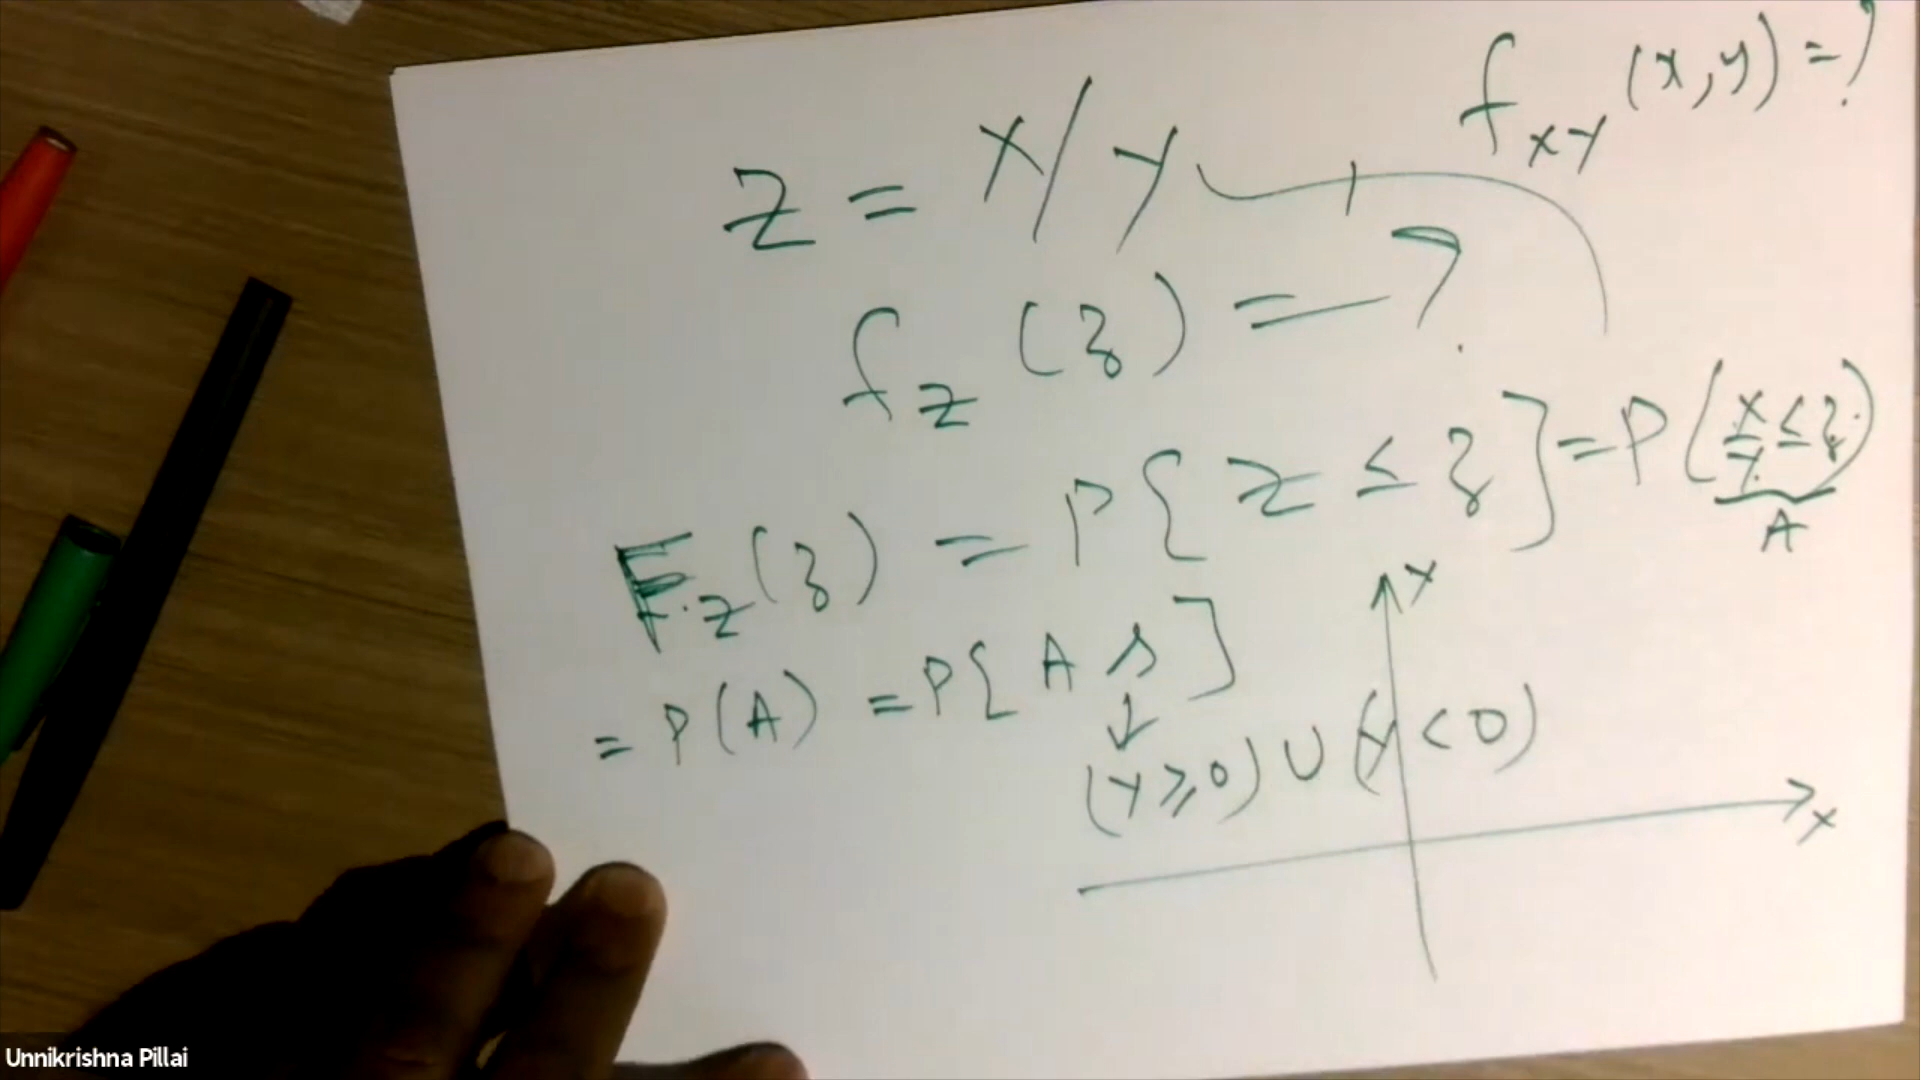 f_XY (x,y) = ?
Z = X/Y
f_Z (z) = ?
F_Z (z) = P{ Z ≤ z ] = P( X/Y ≤ z )
A
= P(A) = P[ A s ]
↓
(Y ≥ 0) ∪ (Y < 0)
Y
x
Unnikrishna Pillai